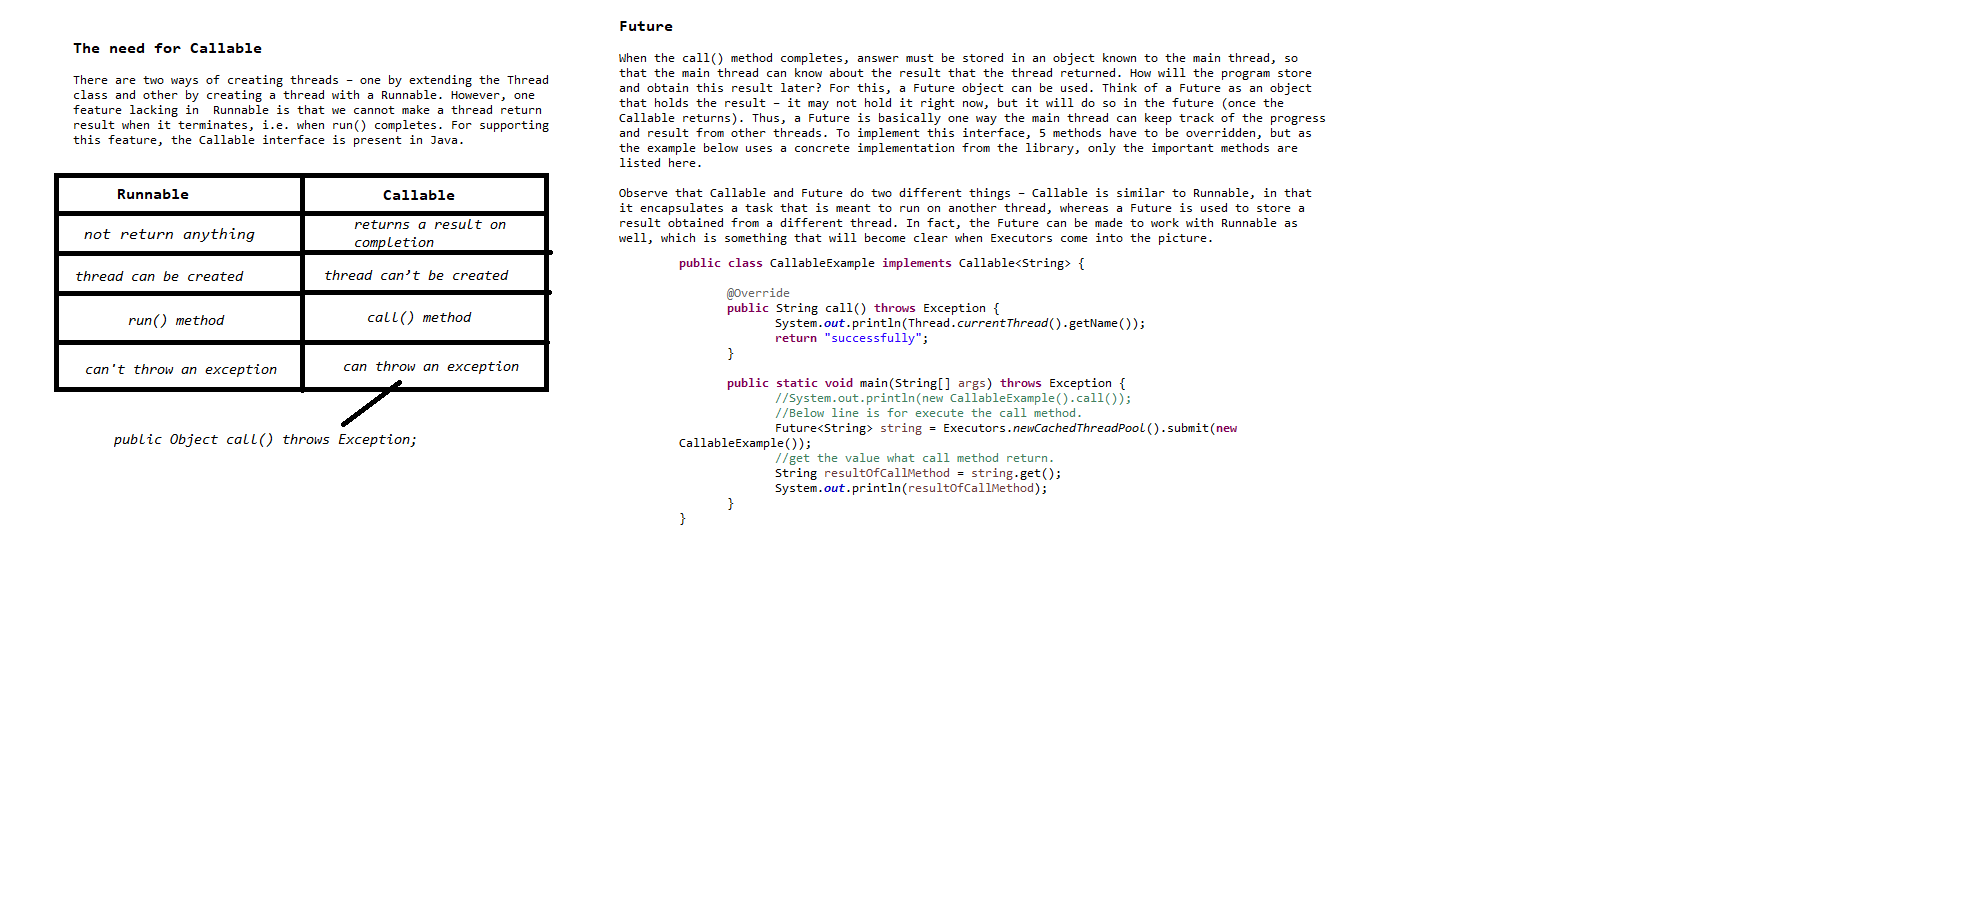 The need for Callable
There are two ways of creating threads – one by extending the Thread
class and other by creating a thread with a Runnable. However, one
feature lacking in  Runnable is that we cannot make a thread return
result when it terminates, i.e. when run() completes. For supporting
this feature, the Callable interface is present in Java.
Runnable
Callable
not return anything
returns a result on
completion
thread can be created
thread can’t be created
run() method
call() method
can't throw an exception
can throw an exception
public Object call() throws Exception;
Future
When the call() method completes, answer must be stored in an object known to the main thread, so
that the main thread can know about the result that the thread returned. How will the program store
and obtain this result later? For this, a Future object can be used. Think of a Future as an object
that holds the result – it may not hold it right now, but it will do so in the future (once the
Callable returns). Thus, a Future is basically one way the main thread can keep track of the progress
and result from other threads. To implement this interface, 5 methods have to be overridden, but as
the example below uses a concrete implementation from the library, only the important methods are
listed here.
Observe that Callable and Future do two different things – Callable is similar to Runnable, in that
it encapsulates a task that is meant to run on another thread, whereas a Future is used to store a
result obtained from a different thread. In fact, the Future can be made to work with Runnable as
well, which is something that will become clear when Executors come into the picture.
public class CallableExample implements Callable<String> {
@Override
public String call() throws Exception {
System.out.println(Thread.currentThread().getName());
return "successfully";
}
public static void main(String[] args) throws Exception {
//System.out.println(new CallableExample().call());
//Below line is for execute the call method.
Future<String> string = Executors.newCachedThreadPool().submit(new
CallableExample());
//get the value what call method return.
String resultOfCallMethod = string.get();
System.out.println(resultOfCallMethod);
}
}